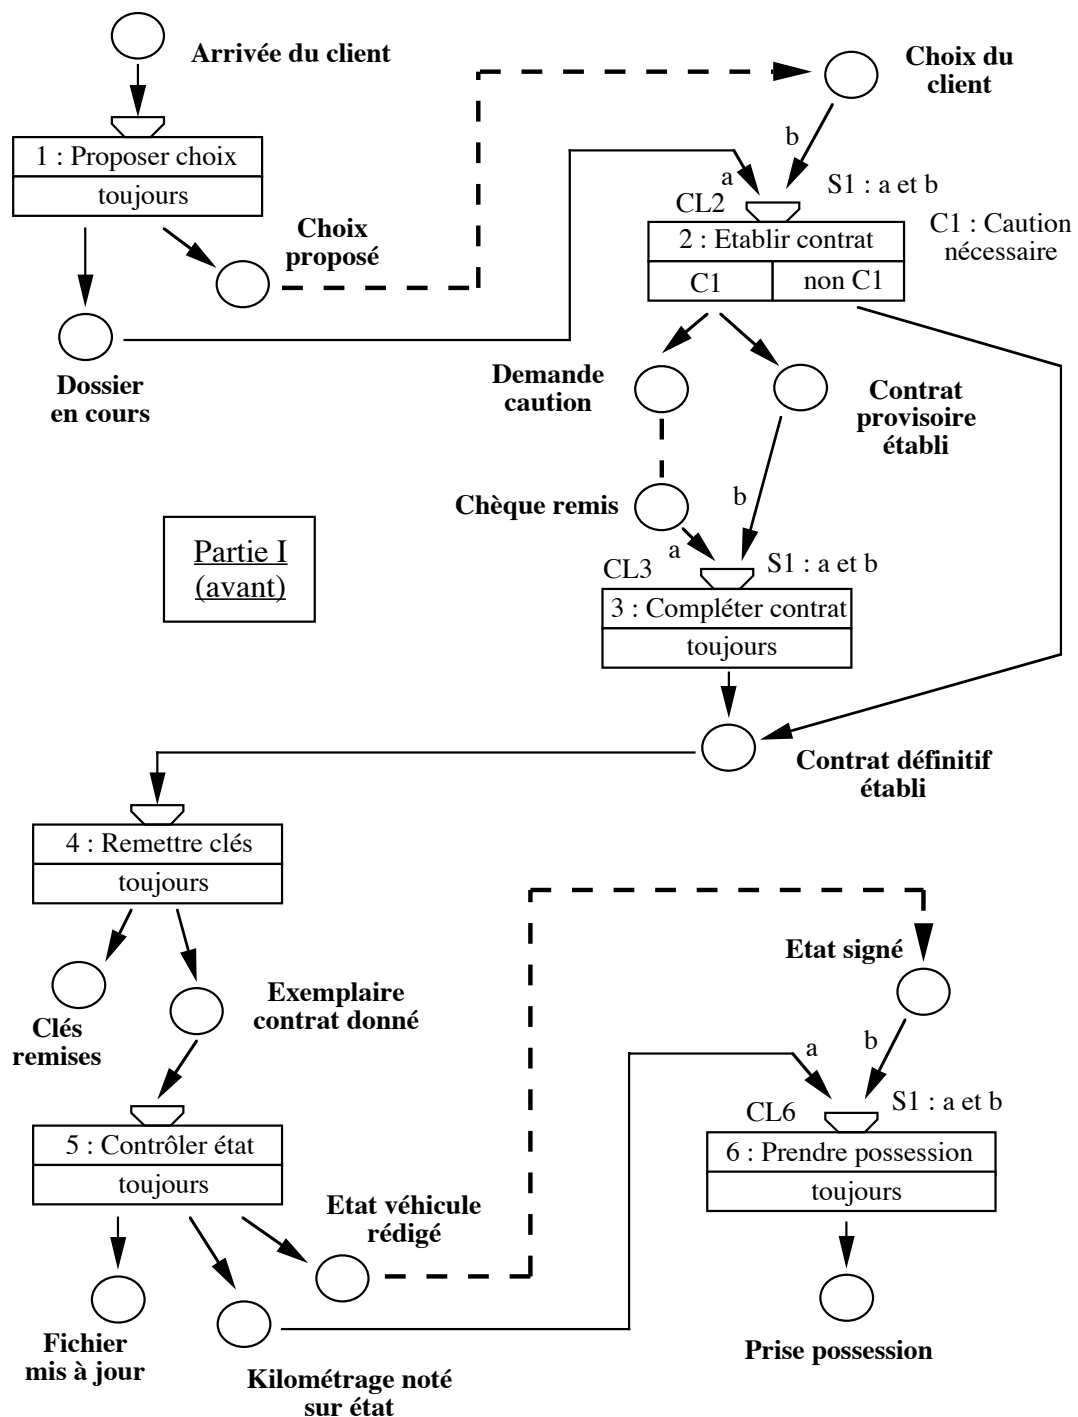 Arrivée du client
Choix du
client
b
1 : Proposer choix
toujours
a
S1 : a et b
CL2
C1 : Caution
nécessaire
2 : Etablir contrat
C1
non C1
Choix
proposé
Dossier
en cours
Demande
caution
Contrat
provisoire
établi
Chèque remis
b
a
Partie I
(avant)
CL3
S1 : a et b
3 : Compléter contrat
toujours
Contrat définitif
établi
4 : Remettre clés
toujours
Etat signé
Clés
remises
Exemplaire
contrat donné
a
b
CL6
S1 : a et b
5 : Contrôler état
toujours
6 : Prendre possession
toujours
Etat véhicule
rédigé
Fichier
mis à jour
Kilométrage noté
sur état
Prise possession